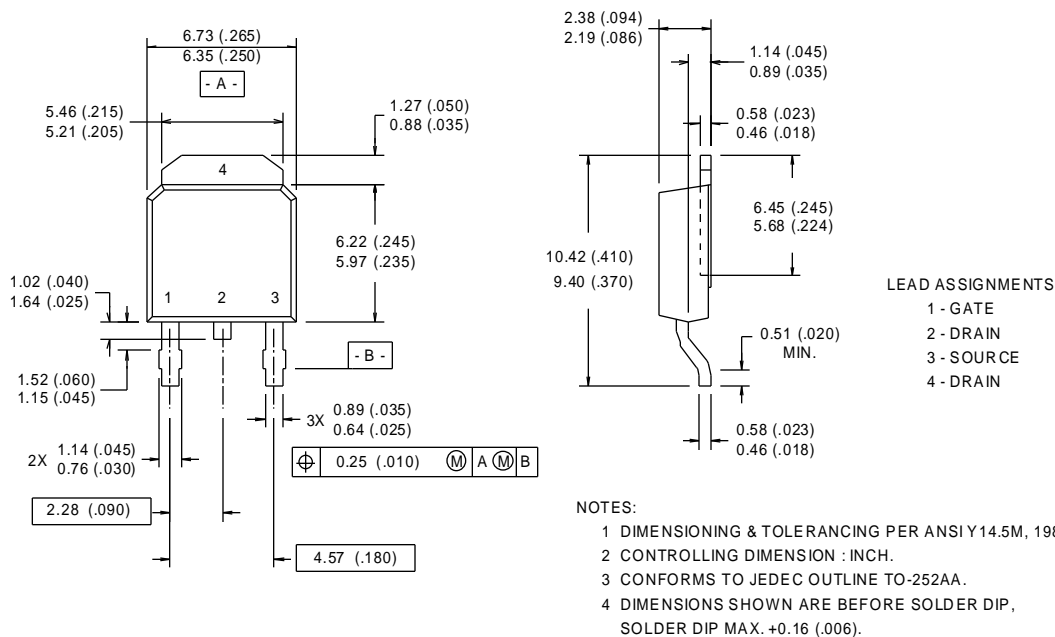 6.73 (.265)
6.35 (.250)
- A -
5.46 (.215)
5.21 (.205)
1.27 (.050)
0.88 (.035)
4
6.22 (.245)
5.97 (.235)
1.02 (.040)
1.64 (.025)
1 2 3
1.52 (.060)
1.15 (.045)
- B -
3X 0.89 (.035)
0.64 (.025)
2X 1.14 (.045)
0.76 (.030)
⌖ 0.25 (.010) Ⓜ A Ⓜ B
2.28 (.090)
4.57 (.180)
2.38 (.094)
2.19 (.086)
1.14 (.045)
0.89 (.035)
0.58 (.023)
0.46 (.018)
6.45 (.245)
5.68 (.224)
10.42 (.410)
9.40 (.370)
0.51 (.020)
MIN.
0.58 (.023)
0.46 (.018)
LEAD ASSIGNMENTS
1 - GATE
2 - DRAIN
3 - SOURCE
4 - DRAIN
NOTES:
1 DIMENSIONING & TOLERANCING PER ANSI Y14.5M, 198
2 CONTROLLING DIMENSION : INCH.
3 CONFORMS TO JEDEC OUTLINE TO-252AA.
4 DIMENSIONS SHOWN ARE BEFORE SOLDER DIP,
SOLDER DIP MAX. +0.16 (.006).